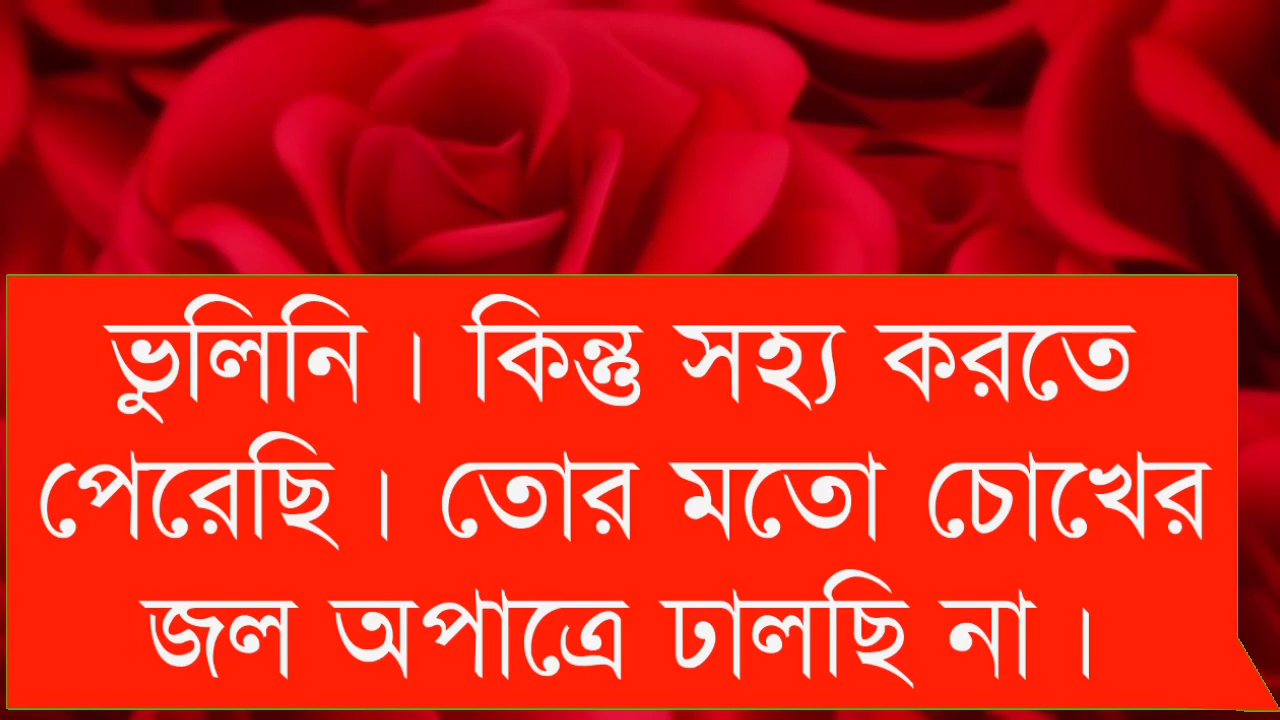 ভুলিনি । কিন্তু সহ্য করতে
পেরেছি । তোর মতো চোখের
জল অপাত্রে ঢালছি না ।